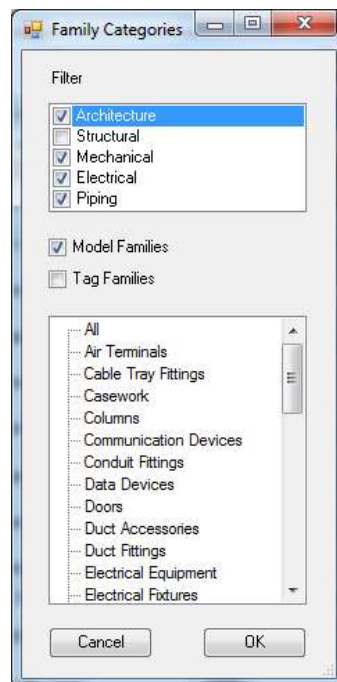 Family Categories
Filter
Architecture
Structural
Mechanical
Electrical
Piping
Model Families
Tag Families
All
Air Terminals
Cable Tray Fittings
Casework
Columns
Communication Devices
Conduit Fittings
Data Devices
Doors
Duct Accessories
Duct Fittings
Electrical Equipment
Electrical Fixtures
Cancel OK